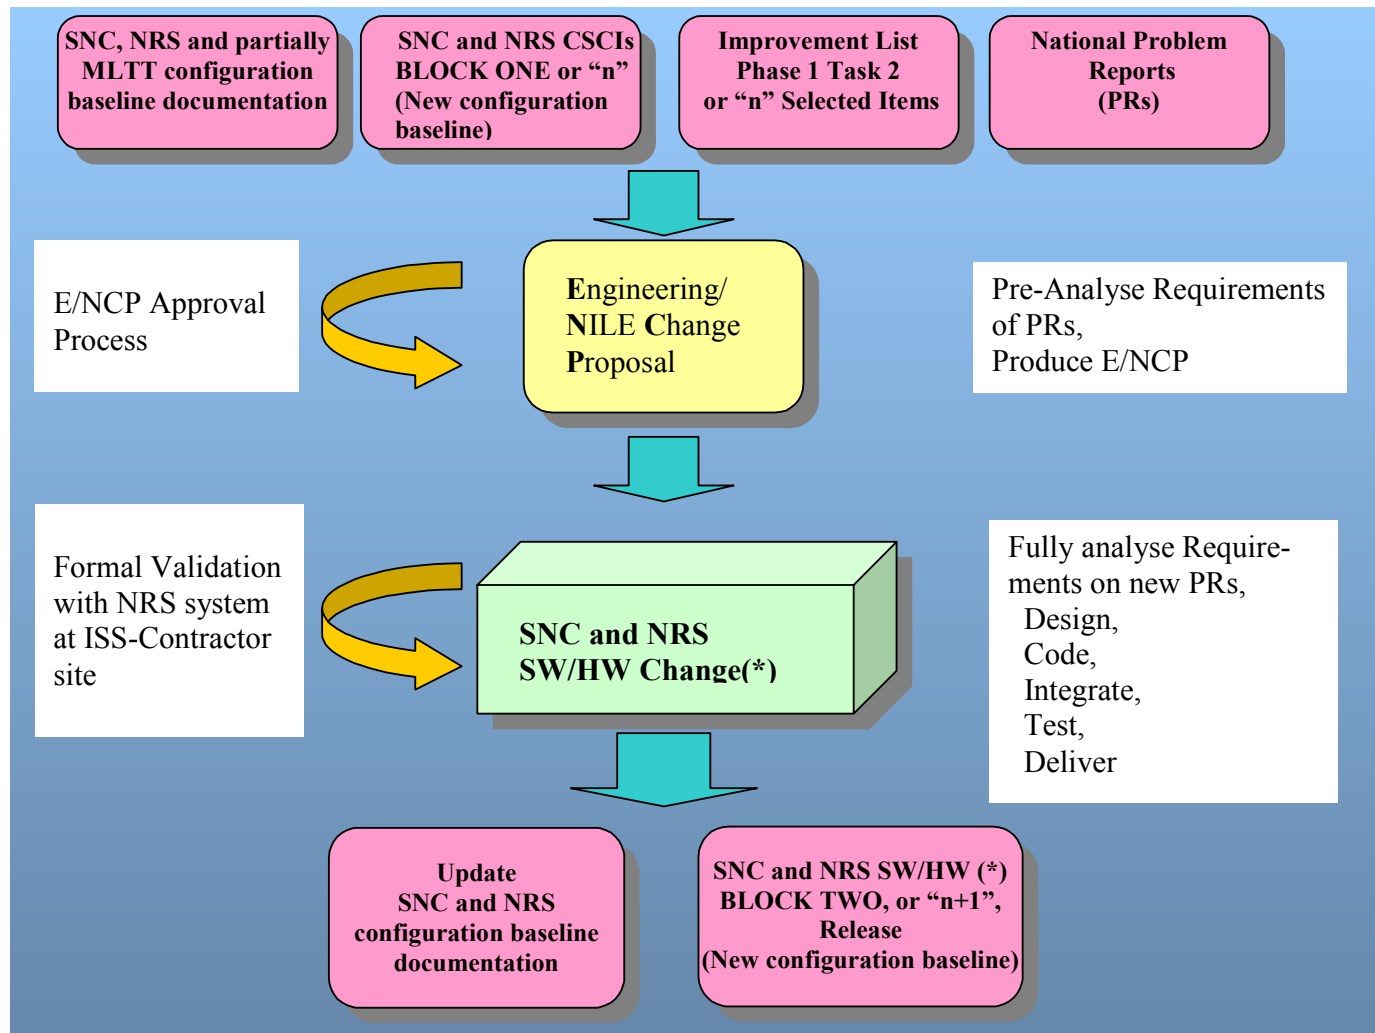 SNC, NRS and partially
MLTT configuration
baseline documentation
SNC and NRS CSCIs
BLOCK ONE or “n”
(New configuration
baseline)
Improvement List
Phase 1 Task 2
or “n” Selected Items
National Problem
Reports
(PRs)
E/NCP Approval
Process
Engineering/
NILE Change
Proposal
Pre-Analyse Requirements
of PRs,
Produce E/NCP
Formal Validation
with NRS system
at ISS-Contractor
site
SNC and NRS
SW/HW Change(*)
Fully analyse Require-
ments on new PRs,
Design,
Code,
Integrate,
Test,
Deliver
Update
SNC and NRS
configuration baseline
documentation
SNC and NRS SW/HW (*)
BLOCK TWO, or “n+1”,
Release
(New configuration baseline)